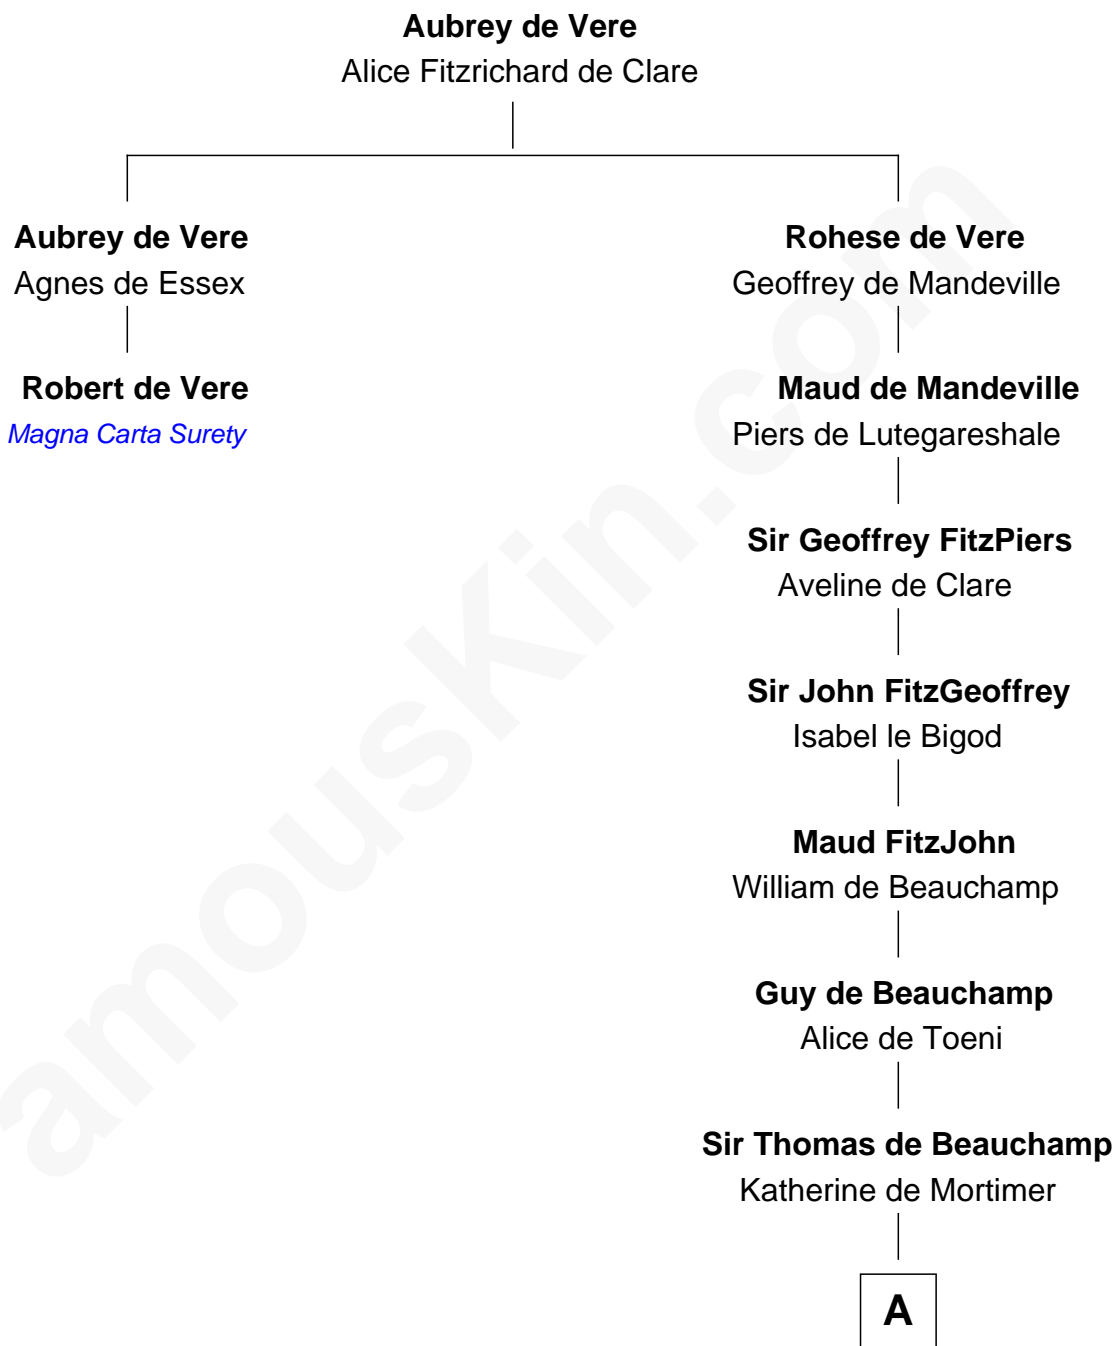 Aubrey de Vere
Alice Fitzrichard de Clare
Aubrey de Vere
Agnes de Essex
Robert de Vere
Magna Carta Surety
Rohese de Vere
Geoffrey de Mandeville
Maud de Mandeville
Piers de Lutegareshale
Sir Geoffrey FitzPiers
Aveline de Clare
Sir John FitzGeoffrey
Isabel le Bigod
Maud FitzJohn
William de Beauchamp
Guy de Beauchamp
Alice de Toeni
Sir Thomas de Beauchamp
Katherine de Mortimer
A
amousKin.com